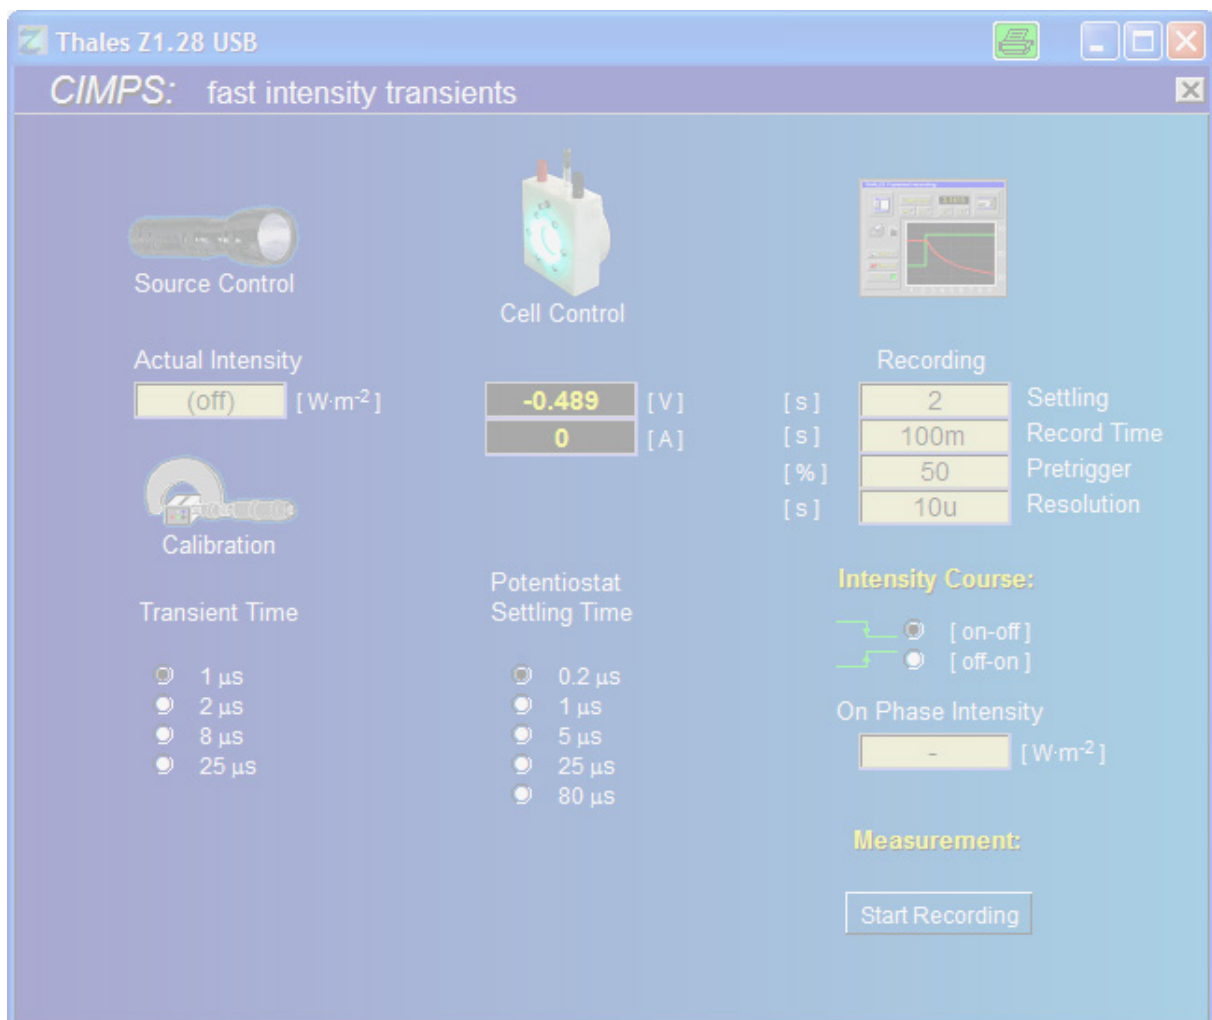 Thales Z1.28 USB
CIMPS: fast intensity transients
Source Control
Cell Control
Actual Intensity
(off) [ W·m-2 ]
-0.489 [ V ]
0 [ A ]
Recording
[ s ] 2 Settling
[ s ] 100m Record Time
[ % ] 50 Pretrigger
[ s ] 10u Resolution
Calibration
Transient Time
1 µs
2 µs
8 µs
25 µs
Potentiostat
Settling Time
0.2 µs
1 µs
5 µs
25 µs
80 µs
Intensity Course:
[ on-off ]
[ off-on ]
On Phase Intensity
- [ W·m-2 ]
Measurement:
Start Recording